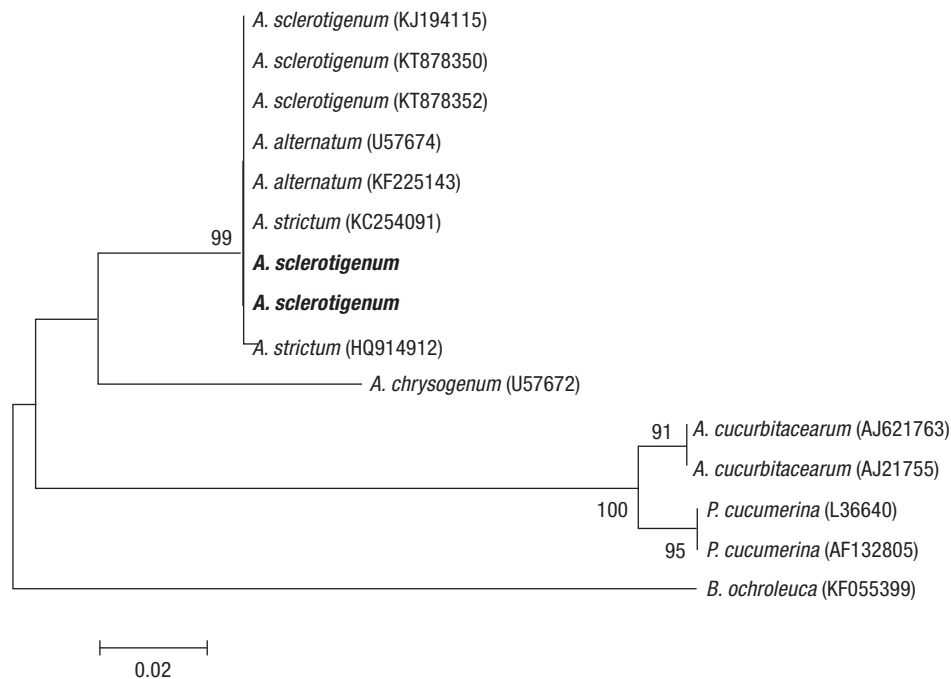 A. sclerotigenum (KJ194115)
A. sclerotigenum (KT878350)
A. sclerotigenum (KT878352)
A. alternatum (U57674)
A. alternatum (KF225143)
A. strictum (KC254091)
99
A. sclerotigenum
A. sclerotigenum
A. strictum (HQ914912)
A. chrysogenum (U57672)
91
A. cucurbitacearum (AJ621763)
A. cucurbitacearum (AJ21755)
100
P. cucumerina (L36640)
95
P. cucumerina (AF132805)
B. ochroleuca (KF055399)
0.02